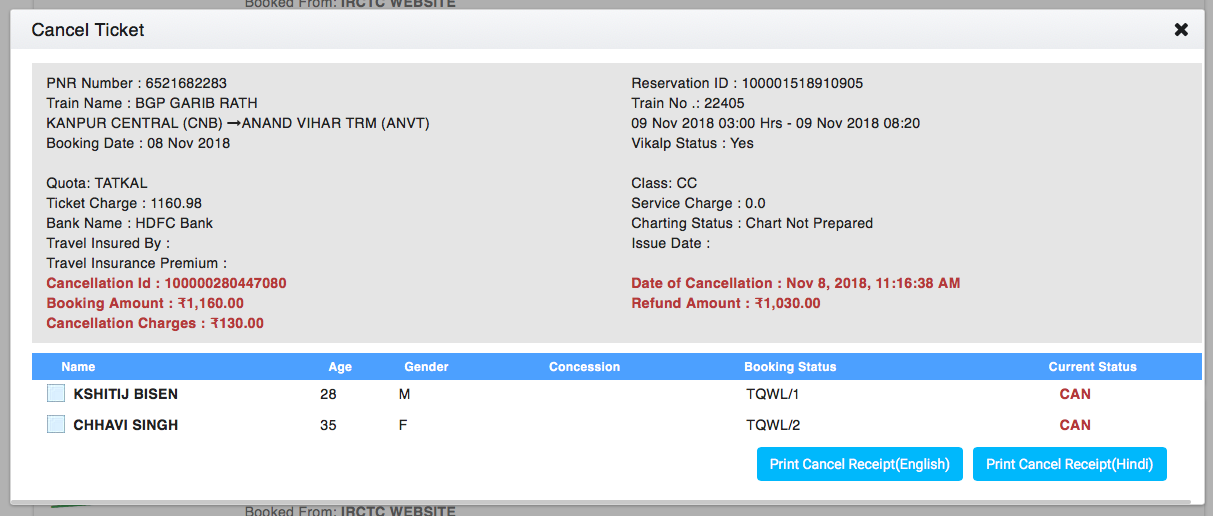 Booked From: IRCTC WEBSITE
Cancel Ticket
PNR Number : 6521682283
Reservation ID : 100001518910905
Train Name : BGP GARIB RATH
Train No .: 22405
KANPUR CENTRAL (CNB) →ANAND VIHAR TRM (ANVT)
09 Nov 2018 03:00 Hrs - 09 Nov 2018 08:20
Booking Date : 08 Nov 2018
Vikalp Status : Yes
Quota: TATKAL
Class: CC
Ticket Charge : 1160.98
Service Charge : 0.0
Bank Name : HDFC Bank
Charting Status : Chart Not Prepared
Travel Insured By :
Issue Date :
Travel Insurance Premium :
Cancellation Id : 100000280447080
Date of Cancellation : Nov 8, 2018, 11:16:38 AM
Booking Amount : ₹1,160.00
Refund Amount : ₹1,030.00
Cancellation Charges : ₹130.00
Name Age Gender Concession Booking Status Current Status
KSHITIJ BISEN 28 M TQWL/1 CAN
CHHAVI SINGH 35 F TQWL/2 CAN
Print Cancel Receipt(English) Print Cancel Receipt(Hindi)
Booked From: IRCTC WEBSITE